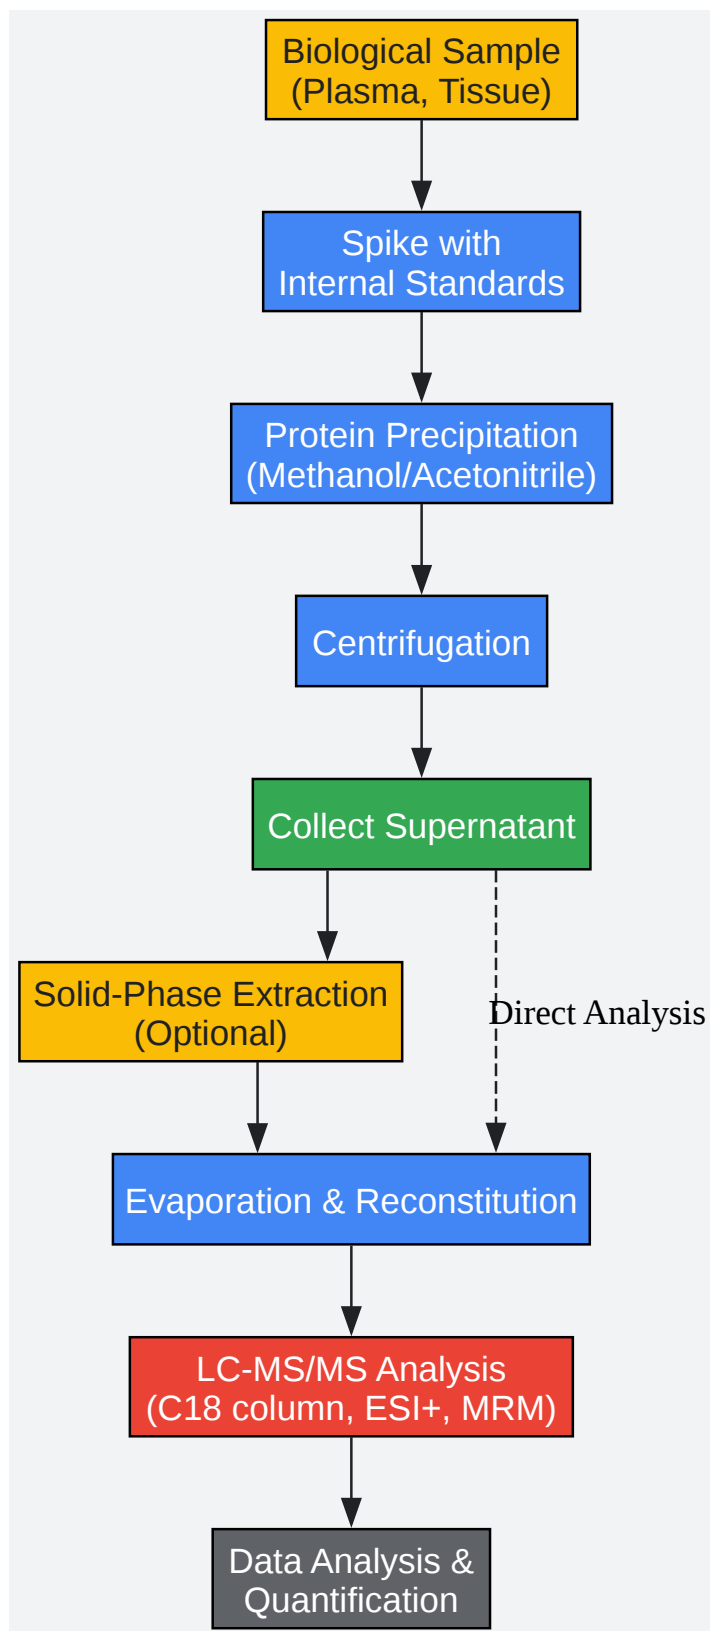 Biological Sample
(Plasma, Tissue)
Spike with
Internal Standards
Protein Precipitation
(Methanol/Acetonitrile)
Centrifugation
Collect Supernatant
Solid-Phase Extraction
(Optional)
Direct Analysis
Evaporation & Reconstitution
LC-MS/MS Analysis
(C18 column, ESI+, MRM)
Data Analysis &
Quantification